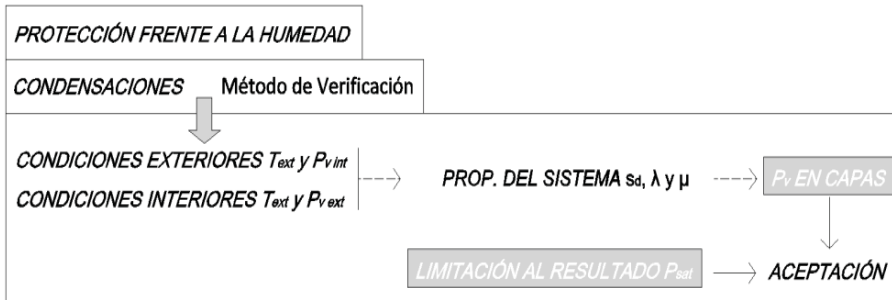 PROTECCIÓN FRENTE A LA HUMEDAD
CONDENSACIONES Método de Verificación
CONDICIONES EXTERIORES Text y Pv int
CONDICIONES INTERIORES Text y Pv ext
PROP. DEL SISTEMA sd, λ y μ
Pv EN CAPAS
LIMITACIÓN AL RESULTADO Psat
ACEPTACIÓN